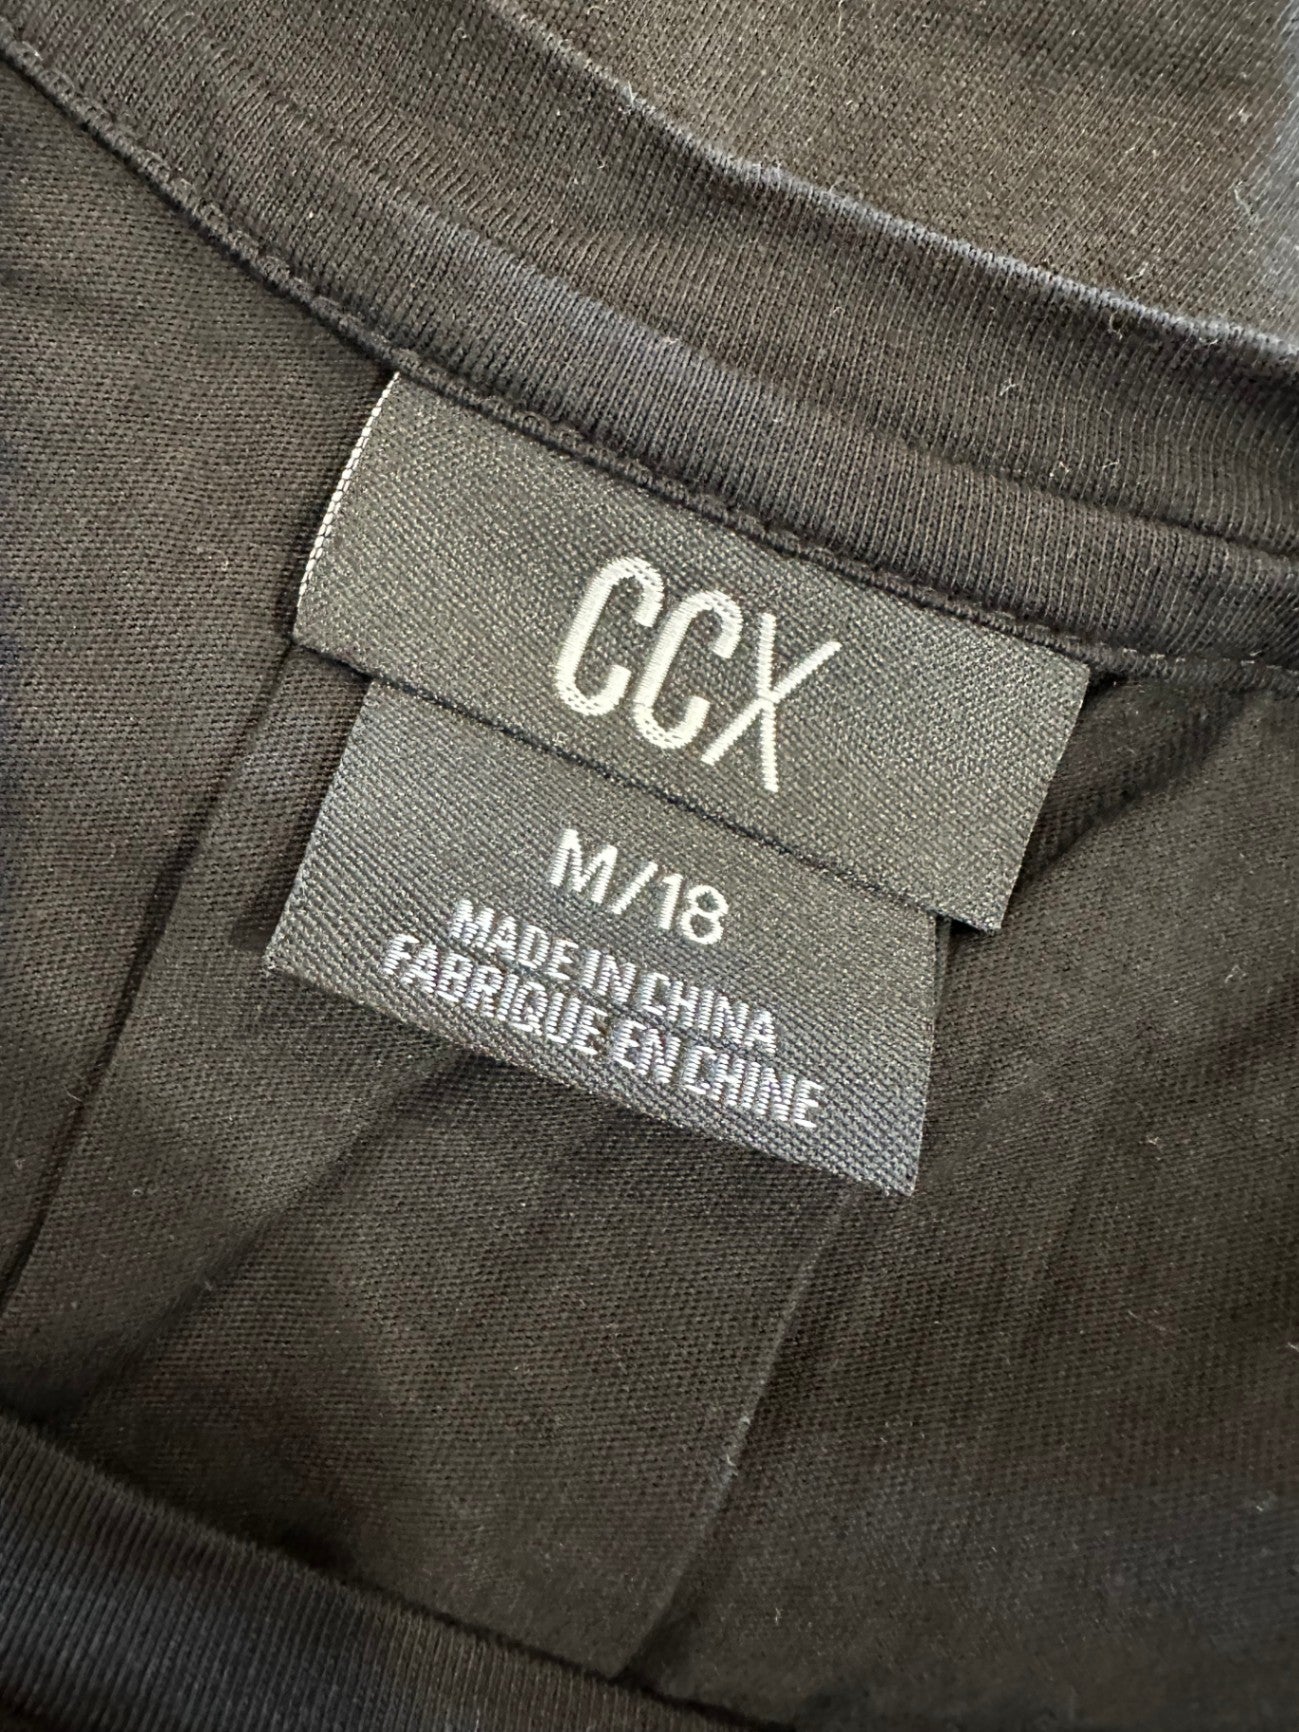 CCX
M/18
MADE IN CHINA
FABRIQUE EN CHINE